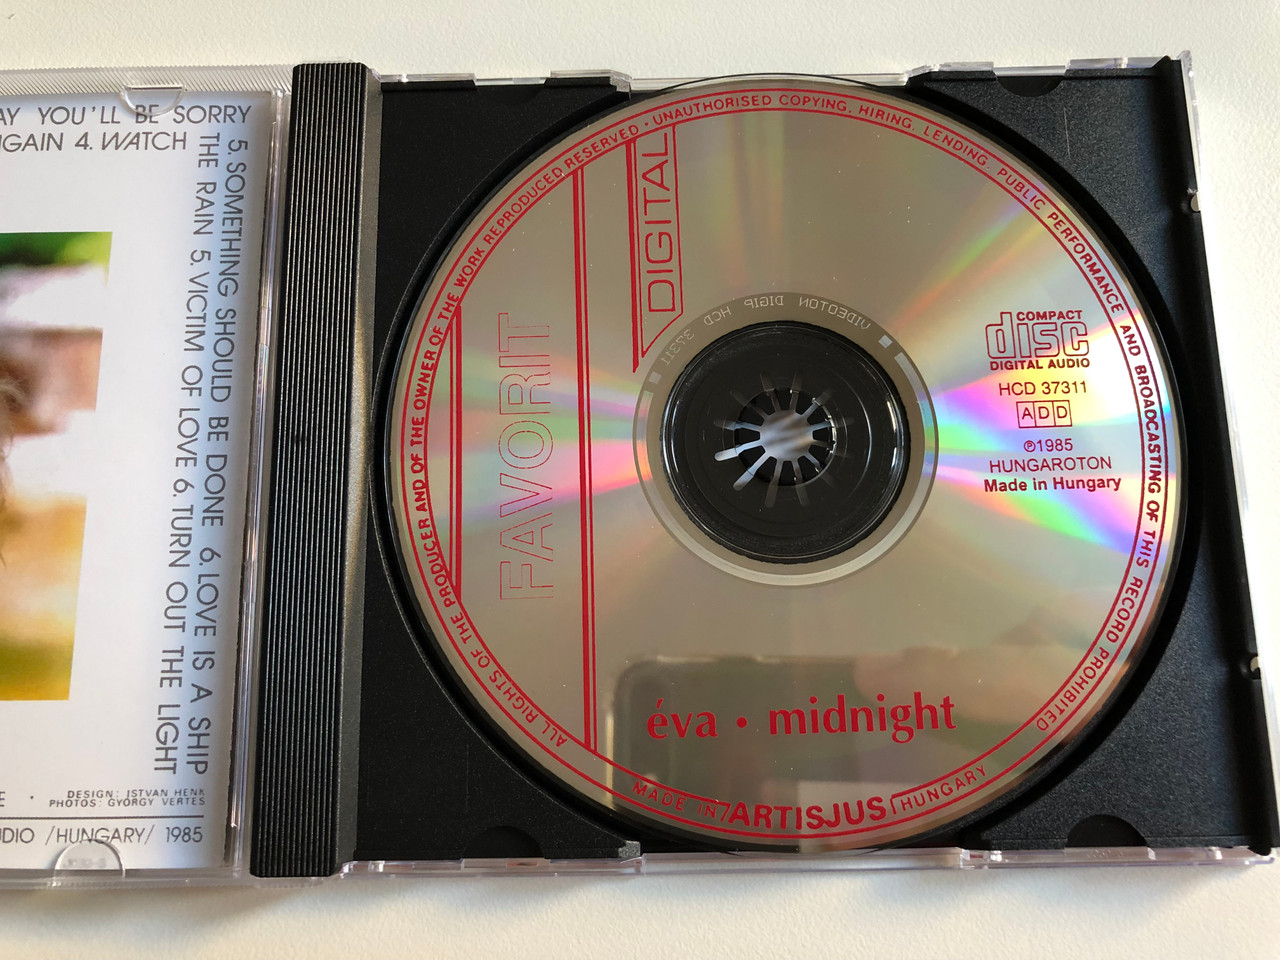 AY YOU'LL BE SORRY
GAIN 4. WATCH
THE RAIN 5. VICTIM OF LOVE 6. TURN OUT THE LIGHT
5. SOMETHING SHOULD BE DONE 6. LOVE IS A SHIP
DESIGN: ISTVAN HENK
PHOTOS: GYÖRGY VERTES
UDIO /HUNGARY/ 1985
ALL RIGHTS OF THE PRODUCER AND OF THE OWNER OF THE WORK REPRODUCED RESERVED · UNAUTHORISED COPYING, HIRING, LENDING, PUBLIC PERFORMANCE AND BROADCASTING OF THIS RECORD PROHIBITED
DIGITAL
FAVORIT
VIDEOTON DIGIP HCD 37311
COMPACT
disc
DIGITAL AUDIO
HCD 37311
ADD
℗1985
HUNGAROTON
Made in Hungary
éva • midnight
MADE IN ARTISJUS HUNGARY